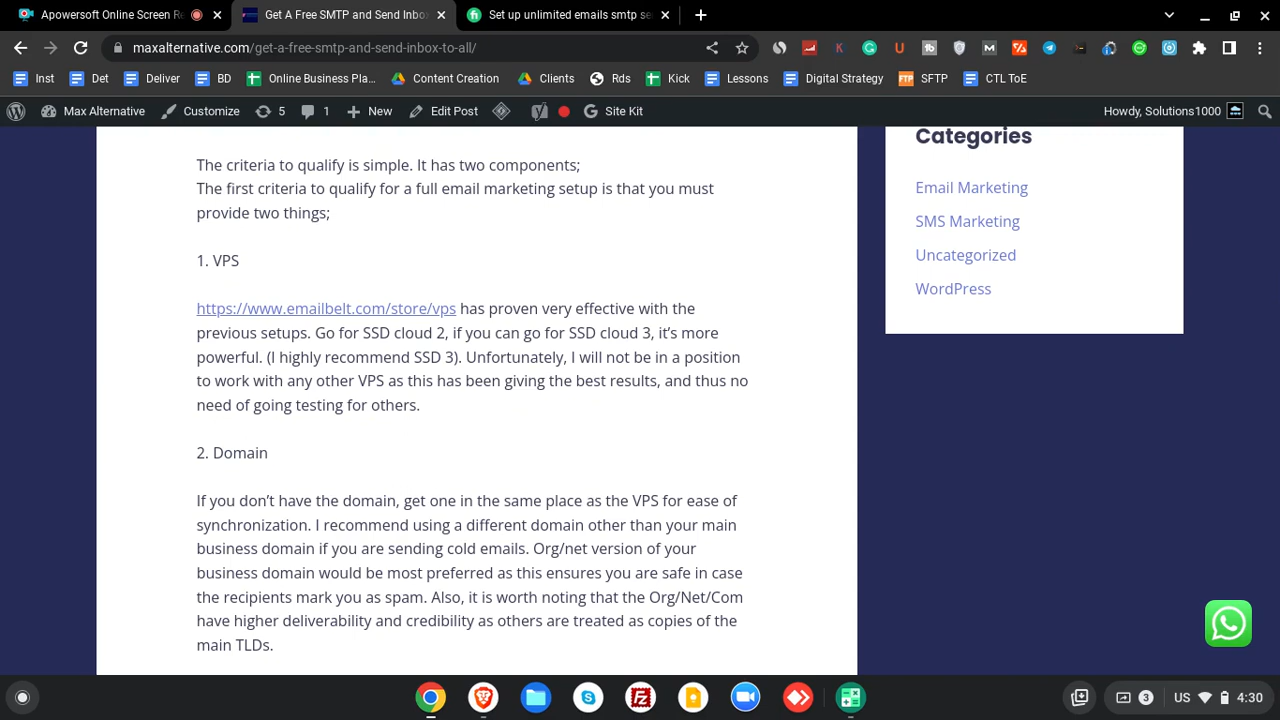 Apowersoft Online Screen Re
Get A Free SMTP and Send Inbox
Set up unlimited emails smtp se
maxalternative.com/get-a-free-smtp-and-send-inbox-to-all/
Inst
Det
Deliver
BD
Online Business Pla...
Content Creation
Clients
Rds
Kick
Lessons
Digital Strategy
SFTP
CTL ToE
Max Alternative
Customize
5
1
New
Edit Post
Site Kit
Howdy, Solutions1000
The criteria to qualify is simple. It has two components;
The first criteria to qualify for a full email marketing setup is that you must
provide two things;
1. VPS
https://www.emailbelt.com/store/vps has proven very effective with the
previous setups. Go for SSD cloud 2, if you can go for SSD cloud 3, it’s more
powerful. (I highly recommend SSD 3). Unfortunately, I will not be in a position
to work with any other VPS as this has been giving the best results, and thus no
need of going testing for others.
2. Domain
If you don’t have the domain, get one in the same place as the VPS for ease of
synchronization. I recommend using a different domain other than your main
business domain if you are sending cold emails. Org/net version of your
business domain would be most preferred as this ensures you are safe in case
the recipients mark you as spam. Also, it is worth noting that the Org/Net/Com
have higher deliverability and credibility as others are treated as copies of the
main TLDs.
Categories
Email Marketing
SMS Marketing
Uncategorized
WordPress
3
US
4:30